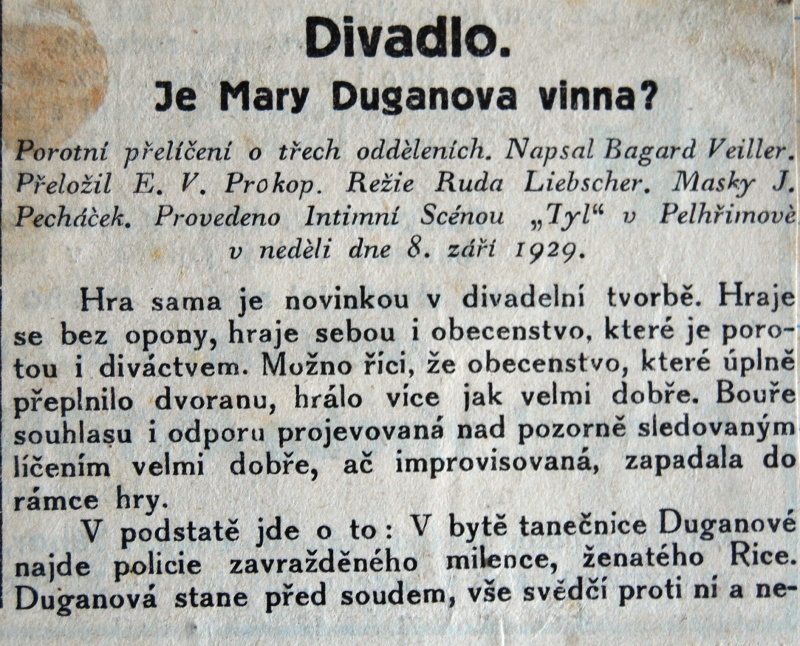 Divadlo.
Je Mary Duganova vinna?
Porotní přelíčení o třech odděleních. Napsal Bagard Veiller.
Přeložil E. V. Prokop. Režie Ruda Liebscher. Masky J.
Pecháček. Provedeno Intimní Scénou „Tyl“ v Pelhřimově
v neděli dne 8. září 1929.
Hra sama je novinkou v divadelní tvorbě. Hraje
se bez opony, hraje sebou i obecenstvo, které je poro-
tou i diváctvem. Možno říci, že obecenstvo, které úplně
přeplnilo dvoranu, hrálo více jak velmi dobře. Bouře
souhlasu i odporu projevovaná nad pozorně sledovaným
líčením velmi dobře, ač improvisovaná, zapadala do
rámce hry.
V podstatě jde o to: V bytě tanečnice Duganové
najde policie zavražděného milence, ženatého Rice.
Duganová stane před soudem, vše svědčí proti ní a ne-